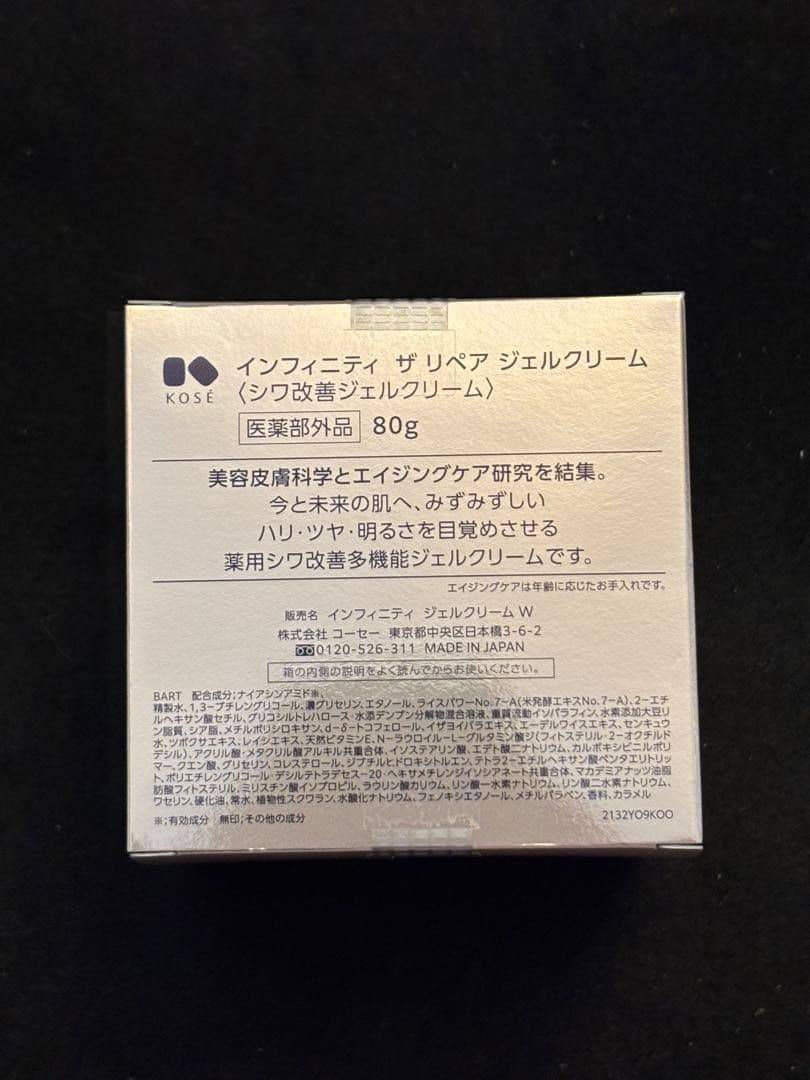 KOSÉ
インフィニティ ザ リペア ジェルクリーム
〈シワ改善ジェルクリーム〉
医薬部外品 80g
美容皮膚科学とエイジングケア研究を結集。
今と未来の肌へ、みずみずしい
ハリ・ツヤ・明るさを目覚めさせる
薬用シワ改善多機能ジェルクリームです。
エイジングケアは年齢に応じたお手入れです。
販売名 インフィニティ ジェルクリーム W
株式会社 コーセー 東京都中央区日本橋3-6-2
0120-526-311 MADE IN JAPAN
箱の内側の説明をよく読んでからお使いください。
BART 配合成分;ナイアシンアミド※、
精製水、1,3-ブチレングリコール、濃グリセリン、エタノール、ライスパワーNo.7-A(米発酵エキスNo.7-A)、2-エチ
ルヘキサン酸セチル、グリコシルトレハロース・水添デンプン分解物混合溶液、重質流動イソパラフィン、水素添加大豆リ
ン脂質、シア脂、メチルポリシロキサン、d-δ-トコフェロール、イザヨイバラエキス、エーデルワイスエキス、センキュウ
水、ツボクサエキス、レイシエキス、天然ビタミンE、N-ラウロイル-L-グルタミン酸ジ(フィトステリル・2-オクチルド
デシル)、アクリル酸・メタクリル酸アルキル共重合体、イソステアリン酸、エデト酸二ナトリウム、カルボキシビニルポリ
マー、クエン酸、グリセリン、コレステロール、ジブチルヒドロキシトルエン、テトラ2-エチルヘキサン酸ペンタエリトリッ
ト、ポリエチレングリコール・デシルテトラデセス-20・ヘキサメチレンジイソシアネート共重合体、マカデミアナッツ油脂
肪酸フィトステリル、ミリスチン酸イソプロピル、ラウリン酸カリウム、リン酸一水素ナトリウム、リン酸二水素ナトリウム、
ワセリン、硬化油、常水、植物性スクワラン、水酸化ナトリウム、フェノキシエタノール、メチルパラベン、香料、カラメル
※;有効成分 無印;その他の成分
2132YO9KOO